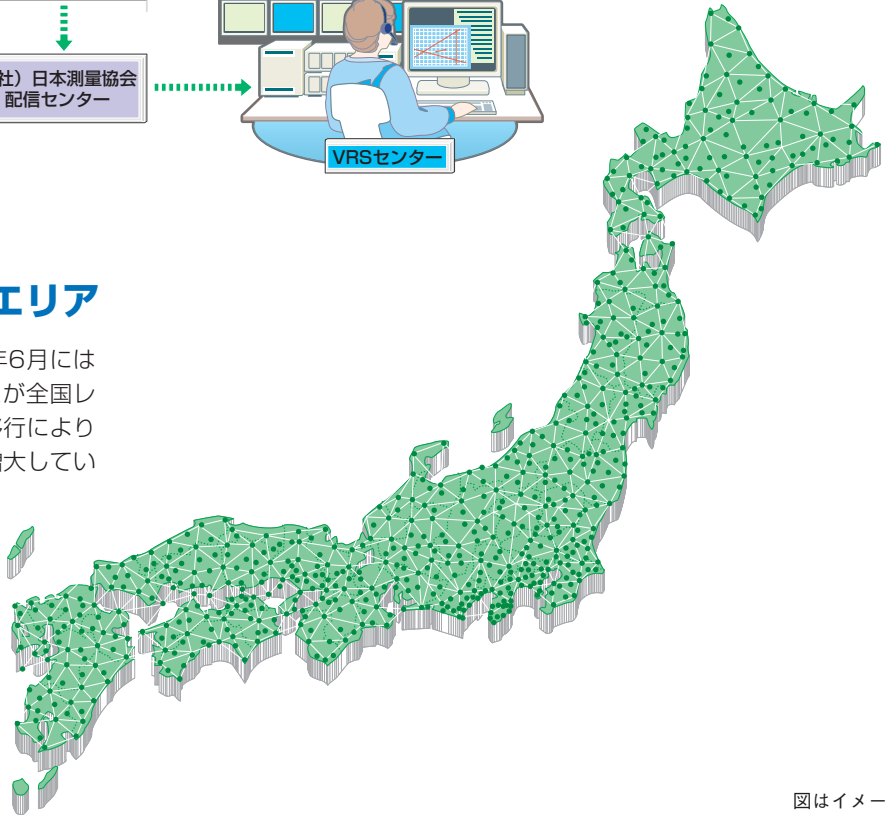 社）日本測量協会
配信センター
VRSセンター
エリア
年6月には
が全国レ
移行により
増大してい
図はイメー